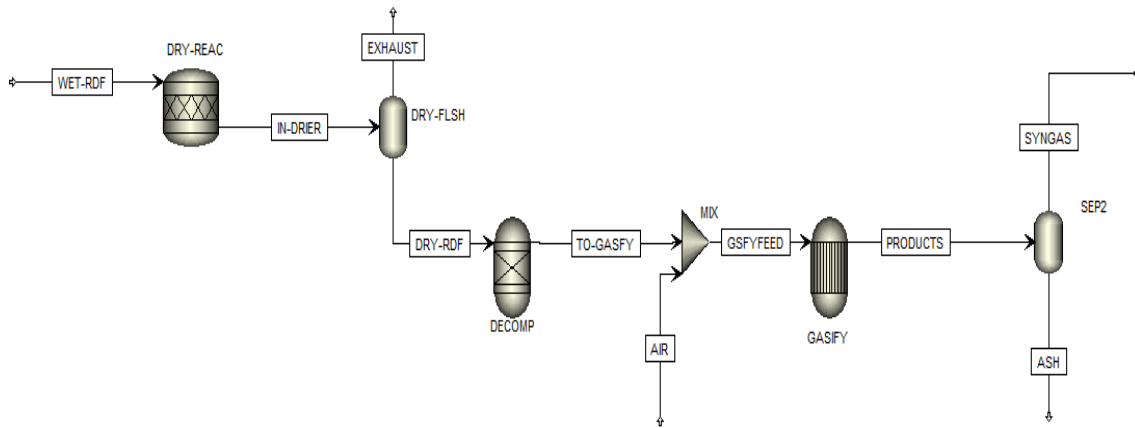 DRY-REAC
EXHAUST
WET-RDF
DRY-FLSH
IN-DRIER
SYNGAS
SEP2
MIX
DRY-RDF
TO-GASFY
GSFYFEED
PRODUCTS
DECOMP
GASIFY
AIR
ASH